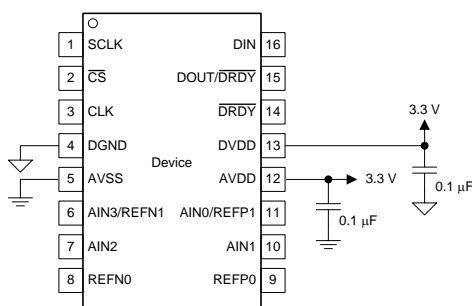 1 SCLK DIN 16
2 CS DOUT/DRDY 15
3 CLK DRDY 14
3.3 V
4 DGND DVDD 13
Device
5 AVSS AVDD 12 3.3 V
0.1 µF
6 AIN3/REFN1 AIN0/REFP1 11
0.1 µF
7 AIN2 AIN1 10
8 REFN0 REFP0 9